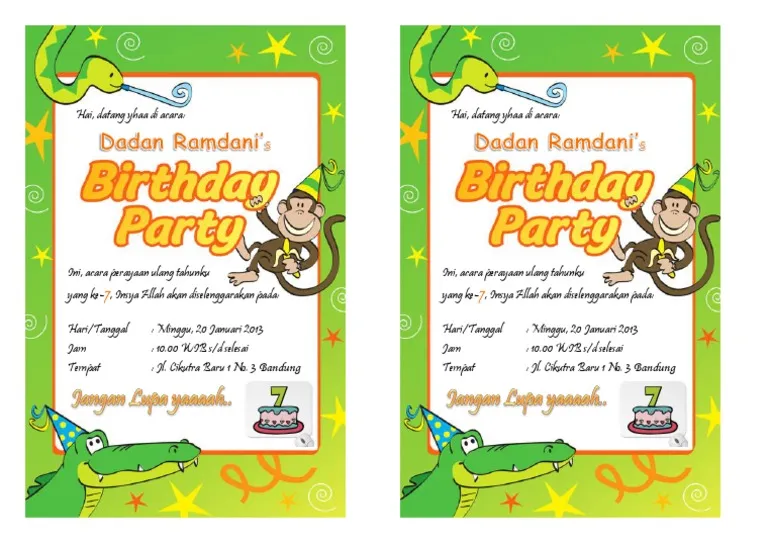 Hai, datang yhaa di acara:
Dadan Ramdani's
Birthday
Party
Ini, acara perayaan ulang tahunku
yang ke-7, Insya Allah akan diselenggarakan pada:
Hari/Tanggal : Minggu, 20 Januari 2013
Jam : 10.00 WIB s/d selesai
Tempat : Jl. Cikutra Baru 1 No. 3 Bandung
Jangan Lupa yaaaah..
7
Hai, datang yhaa di acara:
Dadan Ramdani's
Birthday
Party
Ini, acara perayaan ulang tahunku
yang ke-7, Insya Allah akan diselenggarakan pada:
Hari/Tanggal : Minggu, 20 Januari 2013
Jam : 10.00 WIB s/d selesai
Tempat : Jl. Cikutra Baru 1 No. 3 Bandung
Jangan Lupa yaaaah..
7